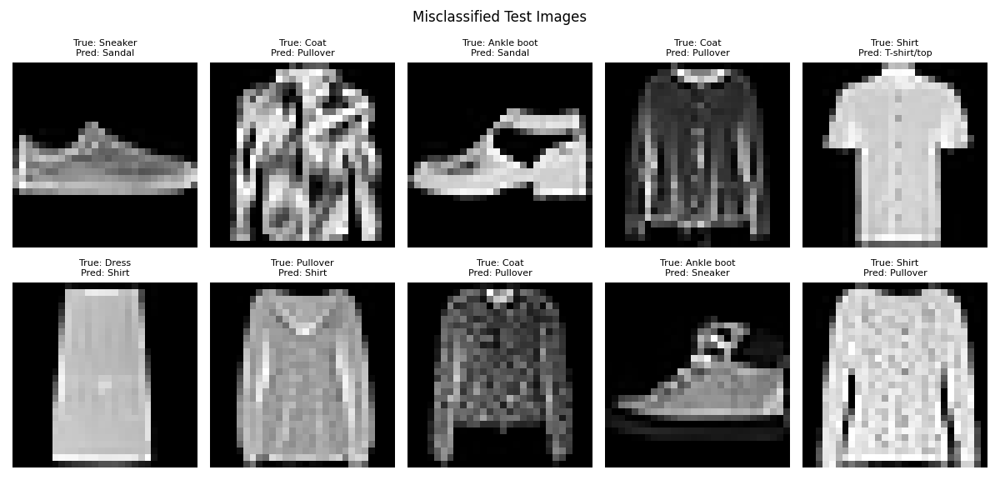 Misclassified Test Images
True: Sneaker
Pred: Sandal
True: Coat
Pred: Pullover
True: Ankle boot
Pred: Sandal
True: Coat
Pred: Pullover
True: Shirt
Pred: T-shirt/top
True: Dress
Pred: Shirt
True: Pullover
Pred: Shirt
True: Coat
Pred: Pullover
True: Ankle boot
Pred: Sneaker
True: Shirt
Pred: Pullover